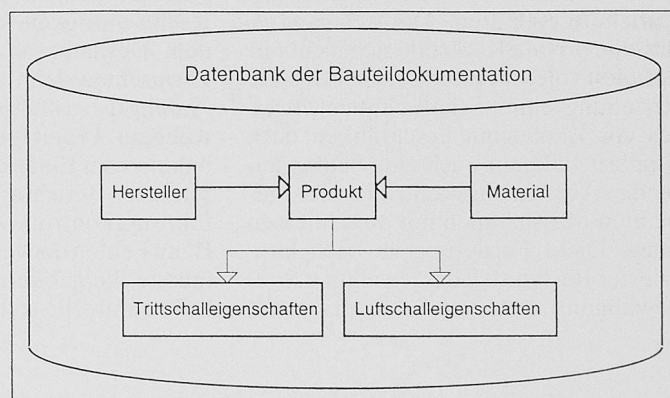 Datenbank der Bauteildokumentation
Hersteller
Produkt
Material
Trittschalleigenschaften
Luftschalleigenschaften